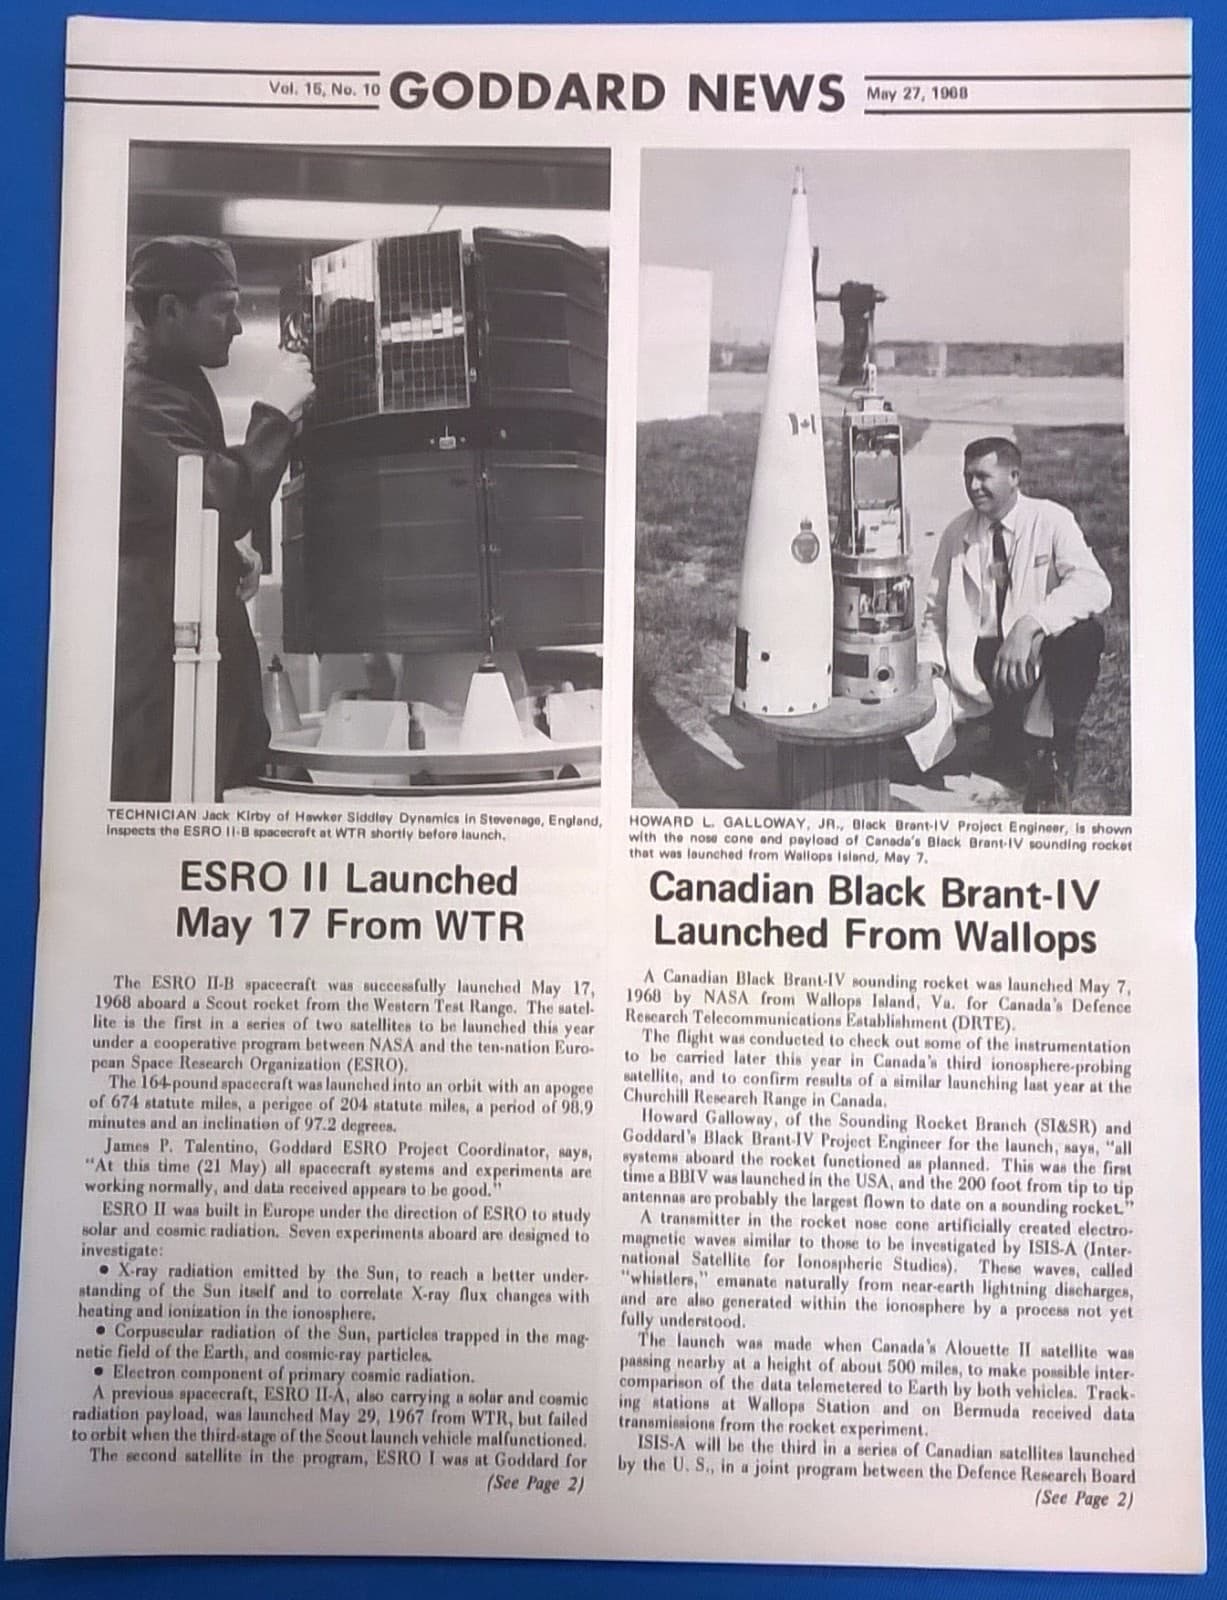 Vol. 15, No. 10 GODDARD NEWS May 27, 1968
TECHNICIAN Jack Kirby of Hawker Siddley Dynamics in Stevenage, England,
inspects the ESRO II-B spacecraft at WTR shortly before launch.
ESRO II Launched
May 17 From WTR
The ESRO II-B spacecraft was successfully launched May 17,
1968 aboard a Scout rocket from the Western Test Range. The satel-
lite is the first in a series of two satellites to be launched this year
under a cooperative program between NASA and the ten-nation Euro-
pean Space Research Organization (ESRO).
The 164-pound spacecraft was launched into an orbit with an apogee
of 674 statute miles, a perigee of 204 statute miles, a period of 98.9
minutes and an inclination of 97.2 degrees.
James P. Talentino, Goddard ESRO Project Coordinator, says,
"At this time (21 May) all spacecraft systems and experiments are
working normally, and data received appears to be good."
ESRO II was built in Europe under the direction of ESRO to study
solar and cosmic radiation. Seven experiments aboard are designed to
investigate:
• X-ray radiation emitted by the Sun, to reach a better under-
standing of the Sun itself and to correlate X-ray flux changes with
heating and ionization in the ionosphere.
• Corpuscular radiation of the Sun, particles trapped in the mag-
netic field of the Earth, and cosmic-ray particles.
• Electron component of primary cosmic radiation.
A previous spacecraft, ESRO II-A, also carrying a solar and cosmic
radiation payload, was launched May 29, 1967 from WTR, but failed
to orbit when the third-stage of the Scout launch vehicle malfunctioned.
The second satellite in the program, ESRO I was at Goddard for
(See Page 2)
HOWARD L. GALLOWAY, JR., Black Brant-IV Project Engineer, is shown
with the nose cone and payload of Canada's Black Brant-IV sounding rocket
that was launched from Wallops Island, May 7.
Canadian Black Brant-IV
Launched From Wallops
A Canadian Black Brant-IV sounding rocket was launched May 7,
1968 by NASA from Wallops Island, Va. for Canada's Defence
Research Telecommunications Establishment (DRTE).
The flight was conducted to check out some of the instrumentation
to be carried later this year in Canada's third ionosphere-probing
satellite, and to confirm results of a similar launching last year at the
Churchill Research Range in Canada.
Howard Galloway, of the Sounding Rocket Branch (SI&SR) and
Goddard's Black Brant-IV Project Engineer for the launch, says, "all
systems aboard the rocket functioned as planned. This was the first
time a BBIV was launched in the USA, and the 200 foot from tip to tip
antennas are probably the largest flown to date on a sounding rocket."
A transmitter in the rocket nose cone artificially created electro-
magnetic waves similar to those to be investigated by ISIS-A (Inter-
national Satellite for Ionospheric Studies). These waves, called
"whistlers," emanate naturally from near-earth lightning discharges,
and are also generated within the ionosphere by a process not yet
fully understood.
The launch was made when Canada's Alouette II satellite was
passing nearby at a height of about 500 miles, to make possible inter-
comparison of the data telemetered to Earth by both vehicles. Track-
ing stations at Wallops Station and on Bermuda received data
transmissions from the rocket experiment.
ISIS-A will be the third in a series of Canadian satellites launched
by the U. S., in a joint program between the Defence Research Board
(See Page 2)